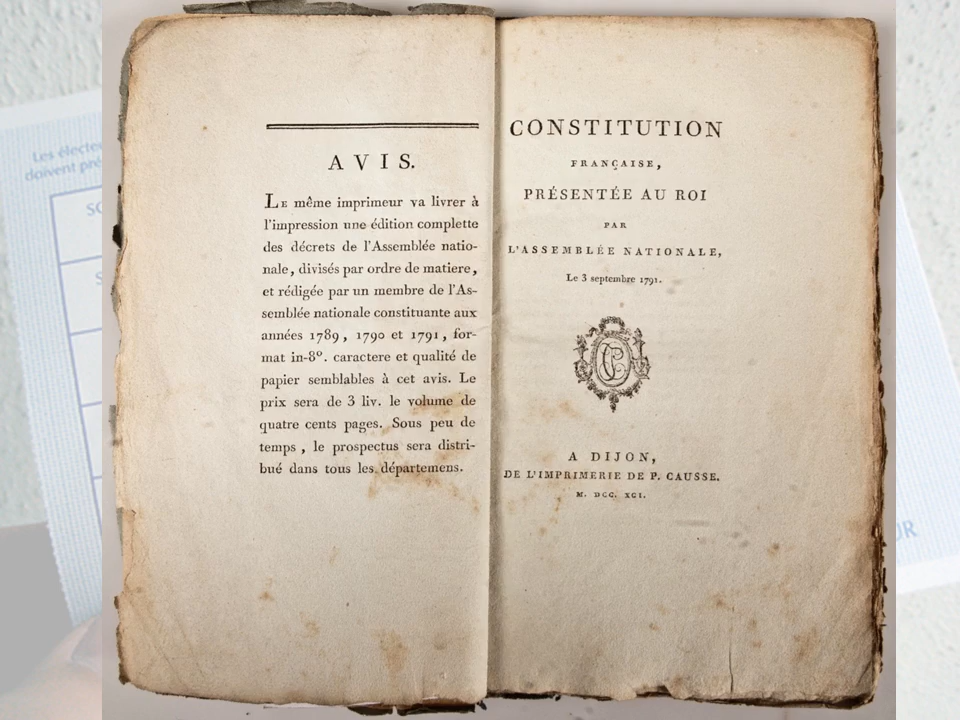 Les électe
doivent pré
AVIS.
LE même imprimeur va livrer à
l'impression une édition complette
des décrets de l'Assemblée natio-
nale, divisés par ordre de matiere,
et rédigée par un membre de l'As-
semblée nationale constituante aux
années 1789, 1790 et 1791, for-
mat in-8°. caractere et qualité de
papier semblables à cet avis. Le
prix sera de 3 liv. le volume de
quatre cents pages. Sous peu de
temps, le prospectus sera distri-
bué dans tous les départemens.
CONSTITUTION
FRANÇAISE,
PRÉSENTÉE AU ROI
PAR
L'ASSEMBLÉE NATIONALE,
Le 3 septembre 1791.
A DIJON,
DE L'IMPRIMERIE DE P. CAUSSE.
M. DCC. XCI.